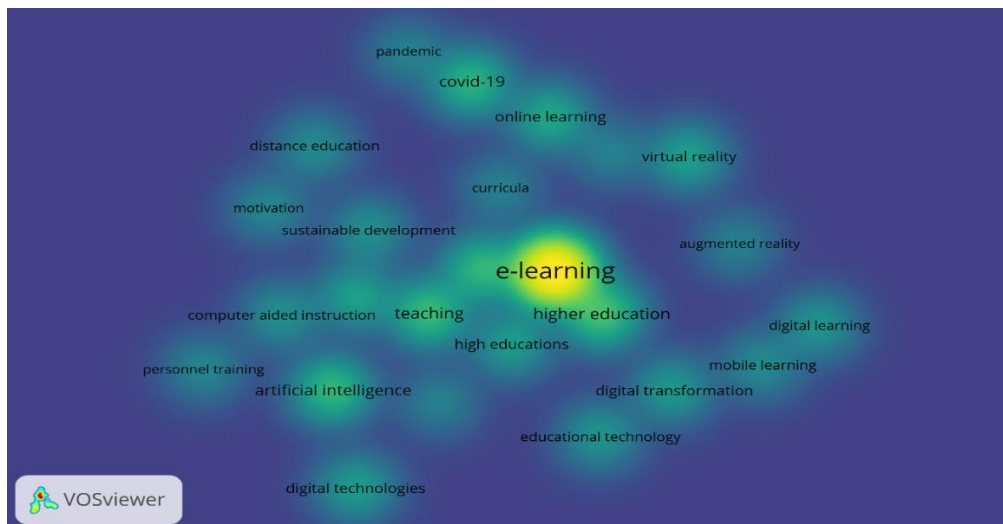 pandemic
covid-19
online learning
distance education
virtual reality
curricula
motivation
sustainable development
augmented reality
e-learning
computer aided instruction
teaching
higher education
digital learning
high educations
personnel training
mobile learning
artificial intelligence
digital transformation
educational technology
digital technologies
VOSviewer